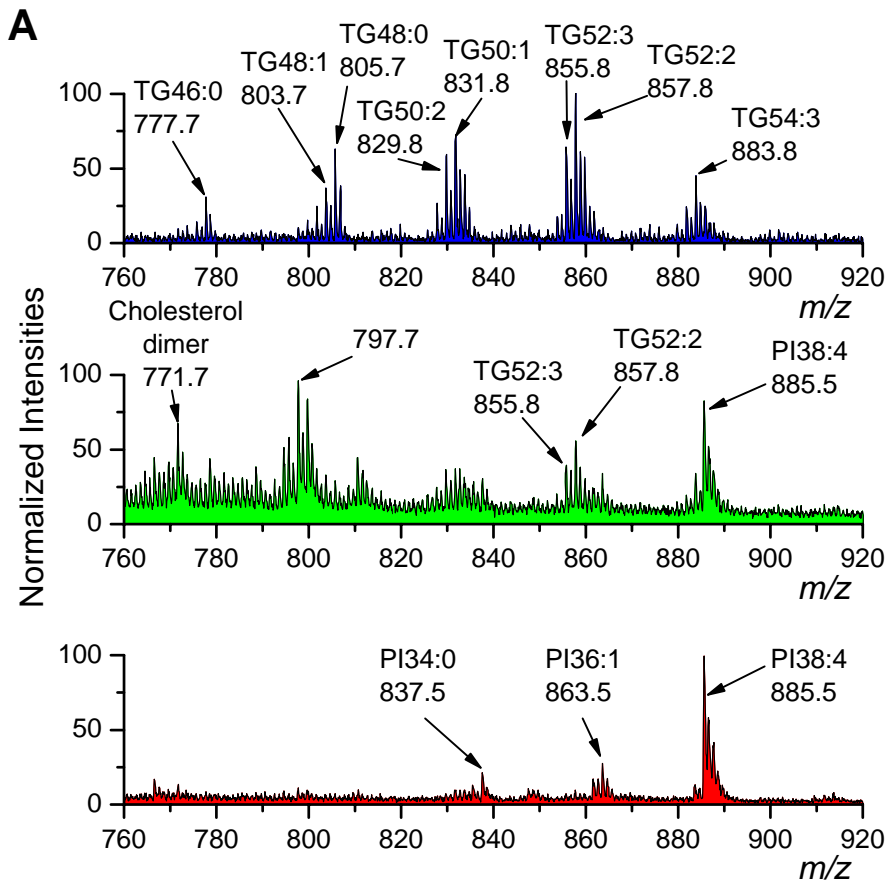 A
TG46:0
777.7
TG48:1
803.7
TG48:0
805.7
TG50:2
829.8
TG50:1
831.8
TG52:3
855.8
TG52:2
857.8
TG54:3
883.8
100
50
0
760 780 800 820 840 860 880 900 920
m/z
Normalized Intensities
Cholesterol
dimer
771.7
797.7
TG52:3
855.8
TG52:2
857.8
PI38:4
885.5
100
50
0
760 780 800 820 840 860 880 900 920
m/z
PI34:0
837.5
PI36:1
863.5
PI38:4
885.5
100
50
0
760 780 800 820 840 860 880 900 920
m/z